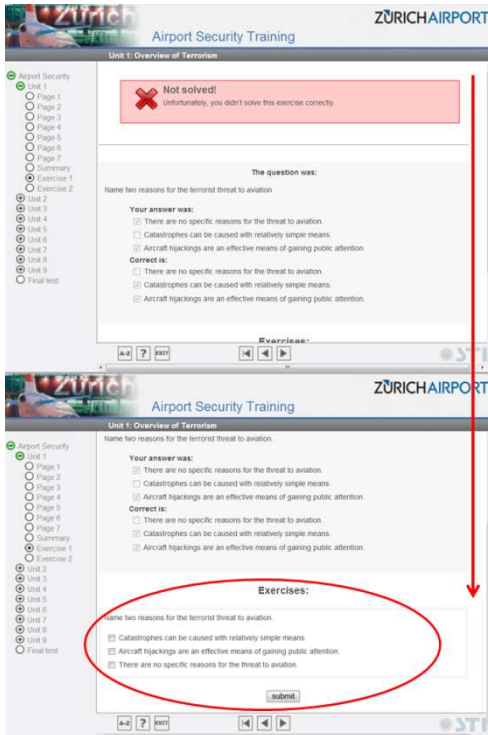 Zürich
ZÜRICHAIRPORT
Airport Security Training
Unit 1: Overview of Terrorism
Airport Security
Unit 1
Page 1
Page 2
Page 3
Page 4
Page 5
Page 6
Page 7
Summary
Exercise 1
Exercise 2
Unit 2
Unit 3
Unit 4
Unit 5
Unit 6
Unit 7
Unit 8
Unit 9
Final test
Not solved!
Unfortunately, you didn't solve this exercise correctly.
The question was:
Name two reasons for the terrorist threat to aviation.
Your answer was:
There are no specific reasons for the threat to aviation.
Catastrophes can be caused with relatively simple means.
Aircraft hijackings are an effective means of gaining public attention.
Correct is:
There are no specific reasons for the threat to aviation.
Catastrophes can be caused with relatively simple means.
Aircraft hijackings are an effective means of gaining public attention.
Exercises:
A-Z ? EXIT
STI
Zürich
ZÜRICHAIRPORT
Airport Security Training
Unit 1: Overview of Terrorism
Airport Security
Unit 1
Page 1
Page 2
Page 3
Page 4
Page 5
Page 6
Page 7
Summary
Exercise 1
Exercise 2
Unit 2
Unit 3
Unit 4
Unit 5
Unit 6
Unit 7
Unit 8
Unit 9
Final test
Name two reasons for the terrorist threat to aviation.
Your answer was:
There are no specific reasons for the threat to aviation.
Catastrophes can be caused with relatively simple means.
Aircraft hijackings are an effective means of gaining public attention.
Correct is:
There are no specific reasons for the threat to aviation.
Catastrophes can be caused with relatively simple means.
Aircraft hijackings are an effective means of gaining public attention.
Exercises:
Name two reasons for the terrorist threat to aviation.
Catastrophes can be caused with relatively simple means.
Aircraft hijackings are an effective means of gaining public attention.
There are no specific reasons for the threat to aviation.
submit
A-Z ? EXIT
STI